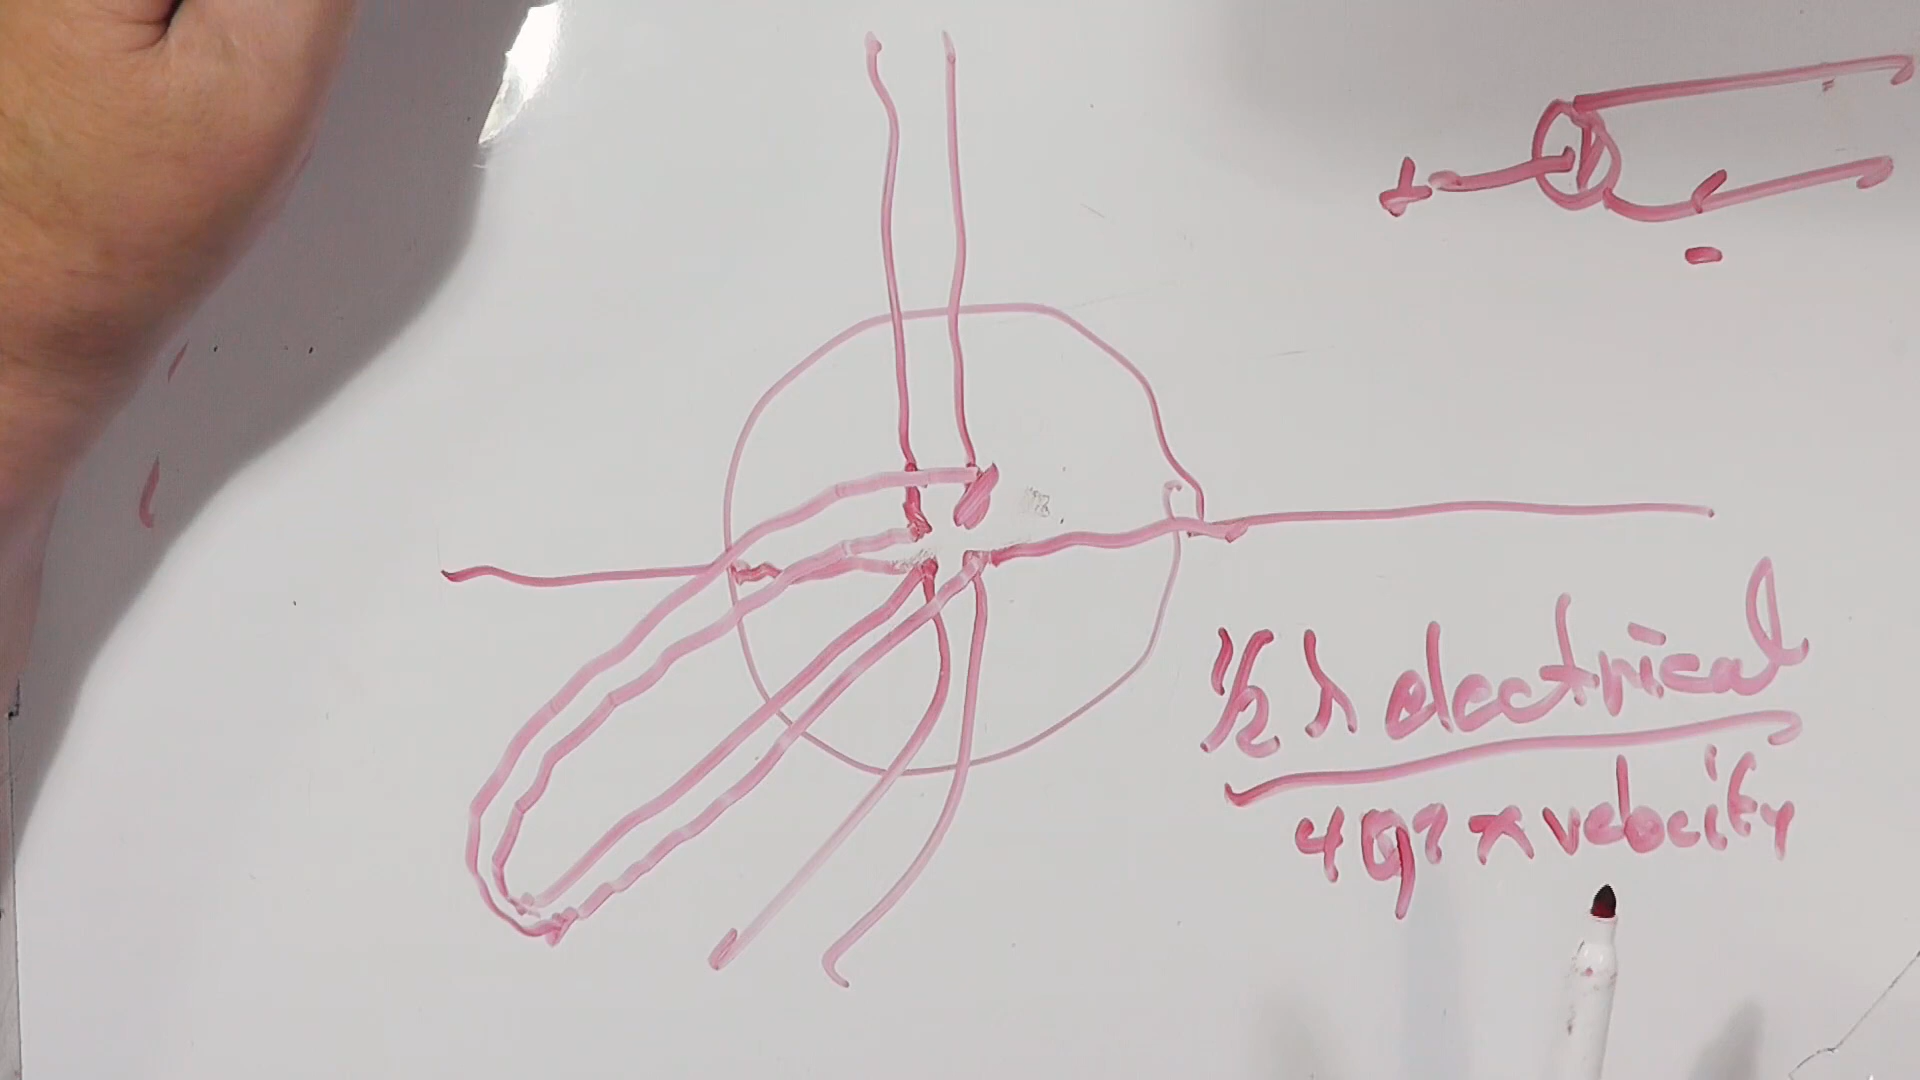 +
-
1/2 λ electrical
492 x velocity